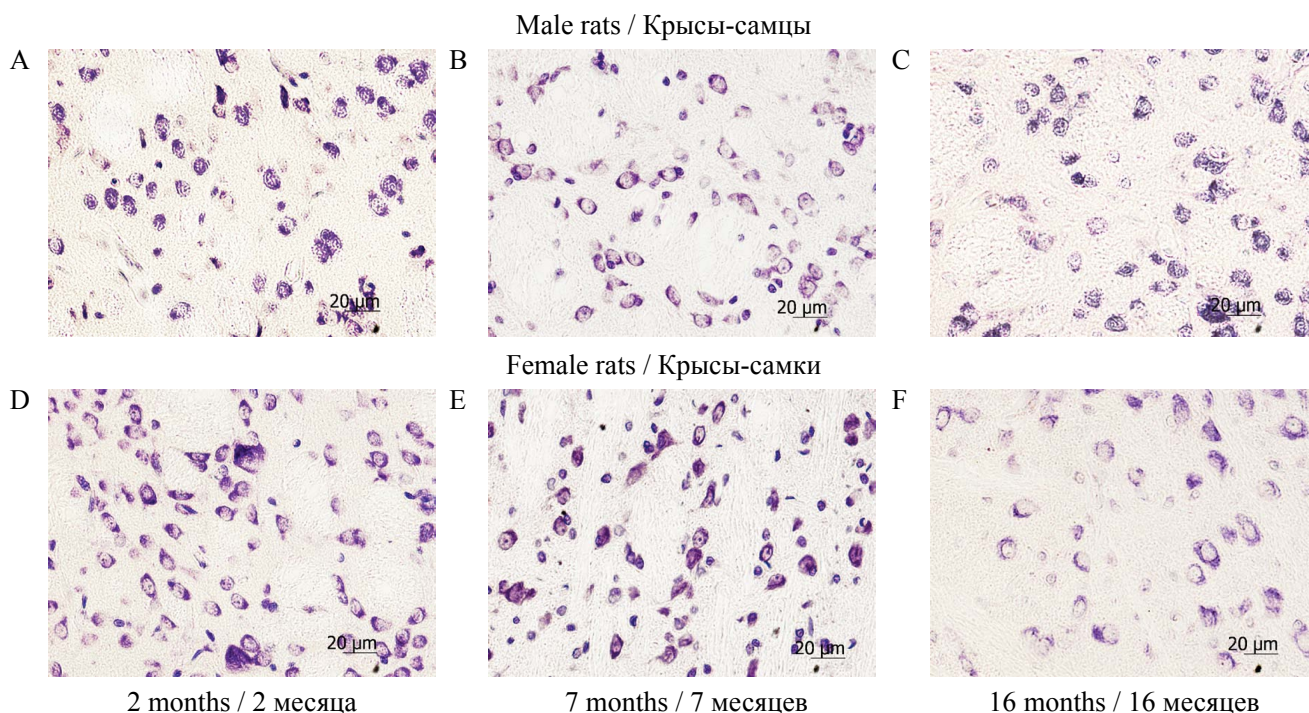 Male rats / Крысы-самцы
A
B
C
20 µm
20 µm
20 µm
Female rats / Крысы-самки
D
E
F
20 µm
20 µm
20 µm
2 months / 2 месяца
7 months / 7 месяцев
16 months / 16 месяцев